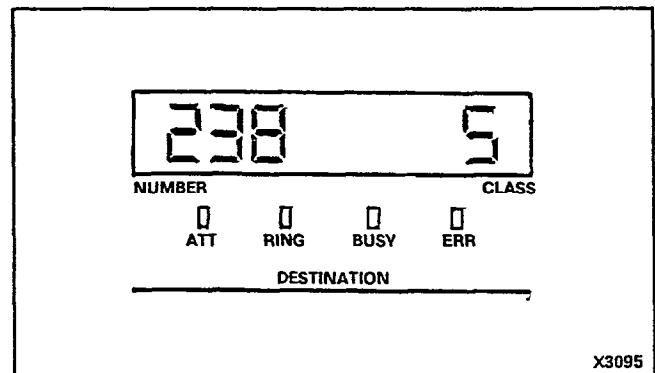 238 5
NUMBER CLASS
ATT RING BUSY ERR
DESTINATION
X3095